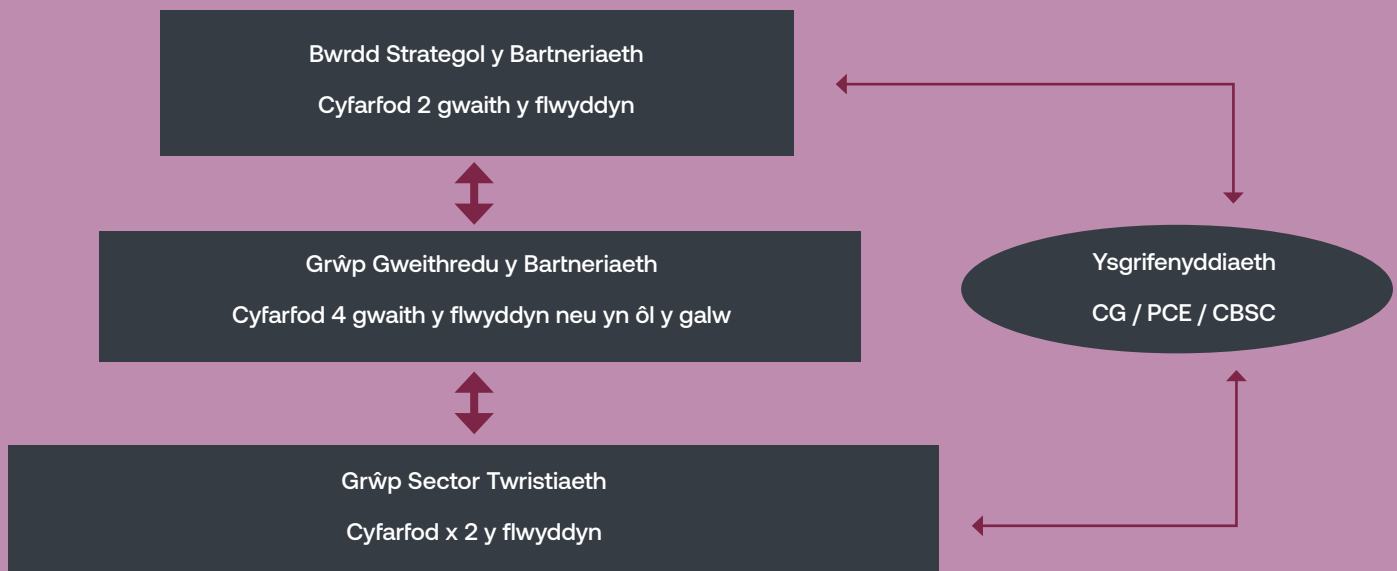 Bwrdd Strategol y Bartneriaeth
Cyfarfod 2 gwaith y flwyddyn
Grŵp Gweithredu y Bartneriaeth
Cyfarfod 4 gwaith y flwyddyn neu yn ôl y galw
Ysgrifenyddiaeth
CG / PCE / CBSC
Grŵp Sector Twristiaeth
Cyfarfod x 2 y flwyddyn